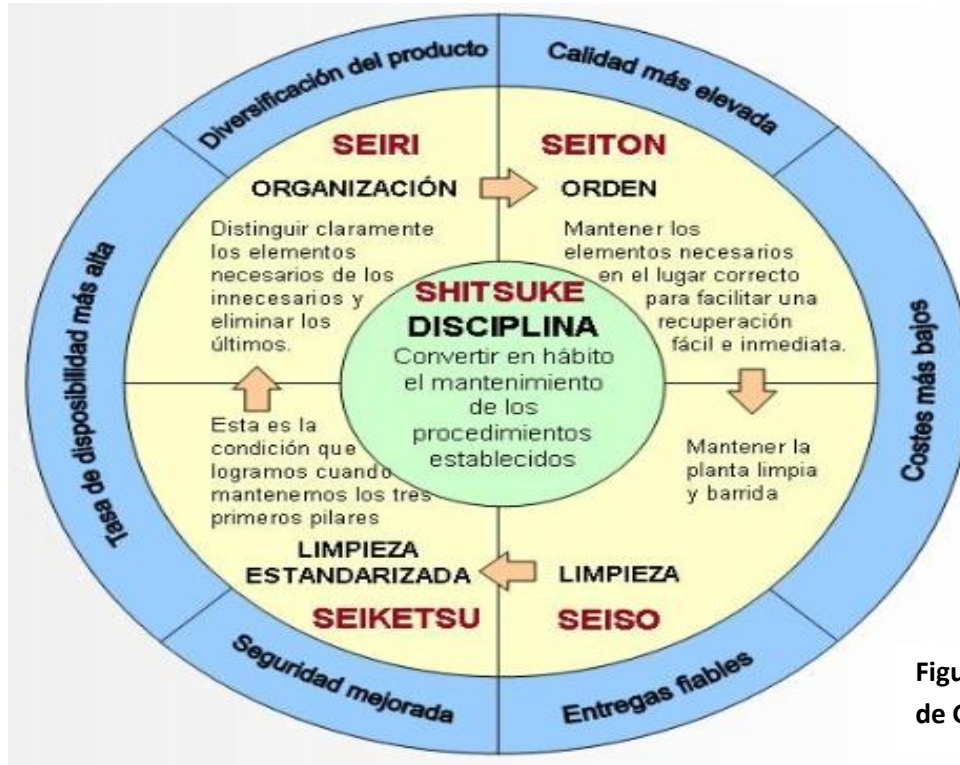 Diversificación del producto
Calidad más elevada
Tasa de disposibilidad más alta
Costes más bajos
SEIRI
ORGANIZACIÓN
Distinguir claramente
los elementos
necesarios de los
innecesarios y
eliminar los
últimos.
SEITON
ORDEN
Mantener los
elementos necesarios
en el lugar correcto
para facilitar una
recuperación
fácil e inmediata.
SHITSUKE
DISCIPLINA
Convertir en hábito
el mantenimiento
de los
procedimientos
establecidos
Esta es la
condición que
logramos cuando
mantenemos los tres
primeros pilares
LIMPIEZA
ESTANDARIZADA
SEIKETSU
Mantener la
planta limpia
y barrida
LIMPIEZA
SEISO
Seguridad mejorada
Entregas fiables
Figu
de